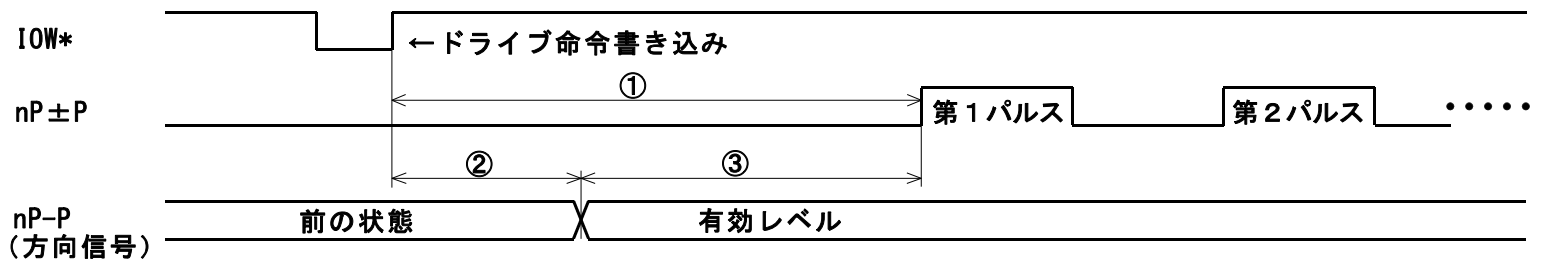 IOW*
←ドライブ命令書き込み
①
nP±P
第1パルス
第2パルス
・・・・・
②
③
nP-P
(方向信号)
前の状態
有効レベル